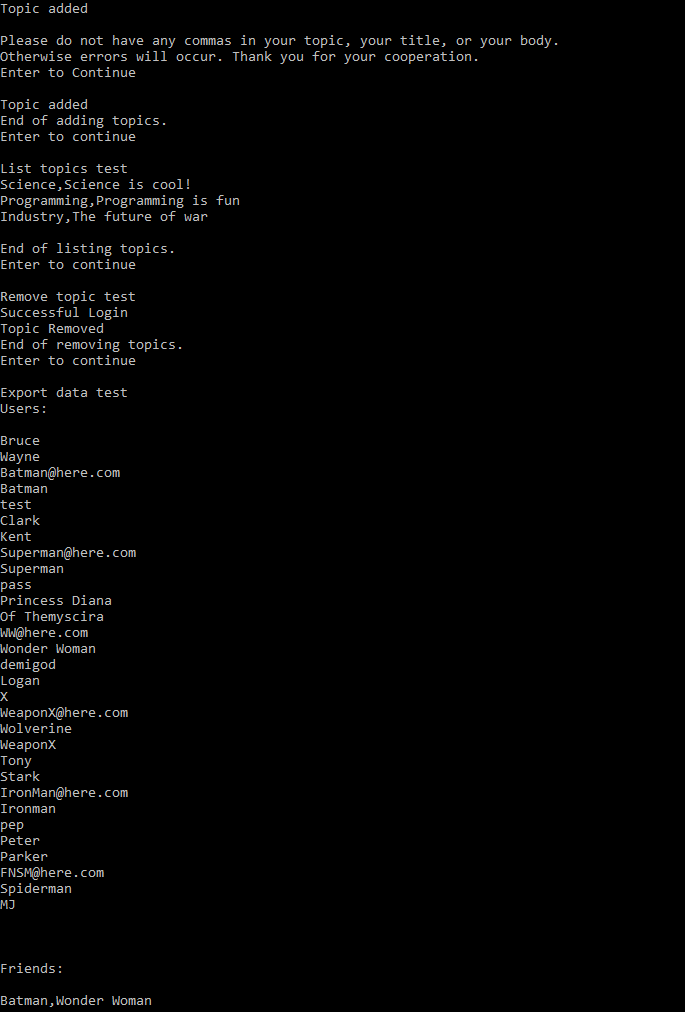 Topic added
Please do not have any commas in your topic, your title, or your body.
Otherwise errors will occur. Thank you for your cooperation.
Enter to Continue
Topic added
End of adding topics.
Enter to continue
List topics test
Science,Science is cool!
Programming,Programming is fun
Industry,The future of war
End of listing topics.
Enter to continue
Remove topic test
Successful Login
Topic Removed
End of removing topics.
Enter to continue
Export data test
Users:
Bruce
Wayne
Batman@here.com
Batman
test
Clark
Kent
Superman@here.com
Superman
pass
Princess Diana
Of Themyscira
WW@here.com
Wonder Woman
demigod
Logan
X
WeaponX@here.com
Wolverine
WeaponX
Tony
Stark
IronMan@here.com
Ironman
pep
Peter
Parker
FNSM@here.com
Spiderman
MJ
Friends:
Batman,Wonder Woman